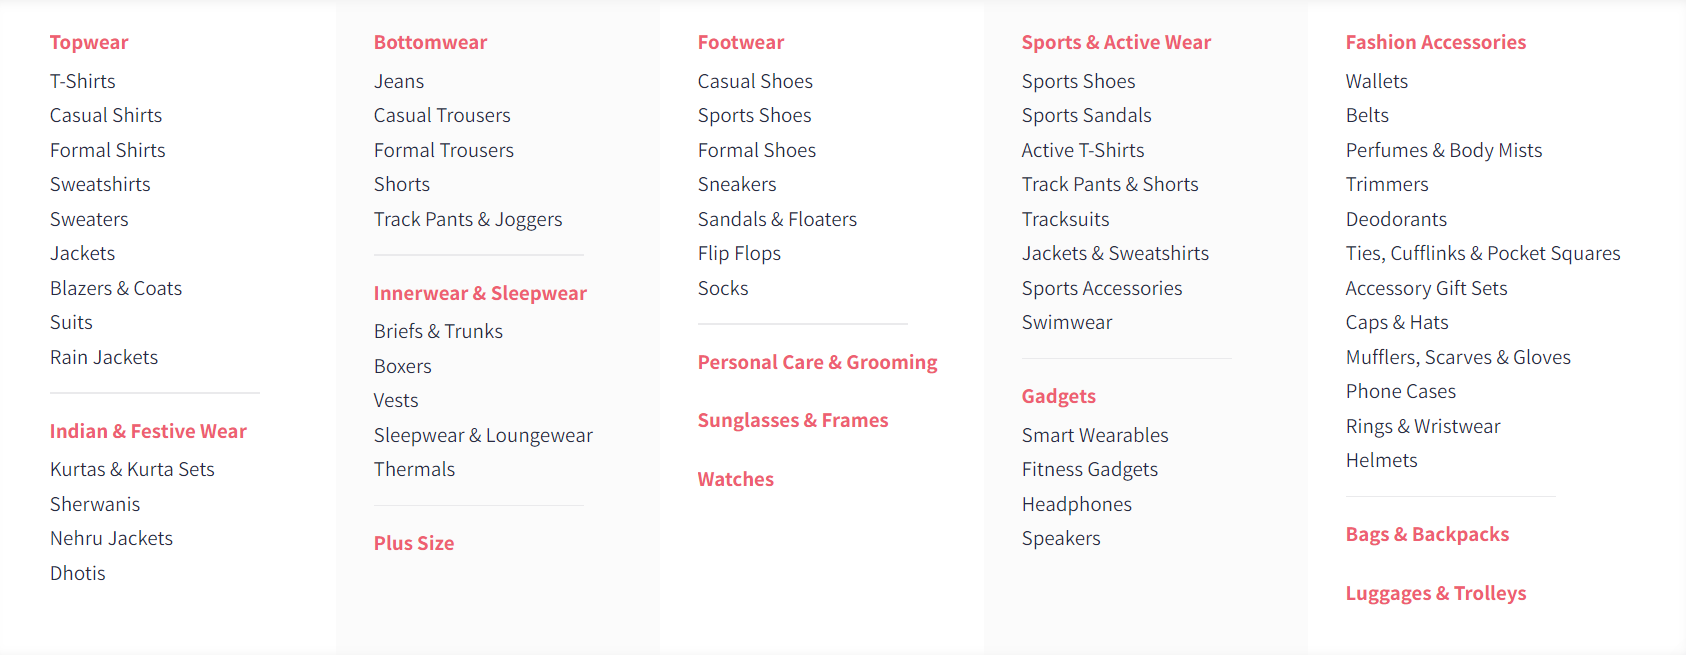 Topwear
T-Shirts
Casual Shirts
Formal Shirts
Sweatshirts
Sweaters
Jackets
Blazers & Coats
Suits
Rain Jackets
Indian & Festive Wear
Kurtas & Kurta Sets
Sherwanis
Nehru Jackets
Dhotis
Bottomwear
Jeans
Casual Trousers
Formal Trousers
Shorts
Track Pants & Joggers
Innerwear & Sleepwear
Briefs & Trunks
Boxers
Vests
Sleepwear & Loungewear
Thermals
Plus Size
Footwear
Casual Shoes
Sports Shoes
Formal Shoes
Sneakers
Sandals & Floaters
Flip Flops
Socks
Personal Care & Grooming
Sunglasses & Frames
Watches
Sports & Active Wear
Sports Shoes
Sports Sandals
Active T-Shirts
Track Pants & Shorts
Tracksuits
Jackets & Sweatshirts
Sports Accessories
Swimwear
Gadgets
Smart Wearables
Fitness Gadgets
Headphones
Speakers
Fashion Accessories
Wallets
Belts
Perfumes & Body Mists
Trimmers
Deodorants
Ties, Cufflinks & Pocket Squares
Accessory Gift Sets
Caps & Hats
Mufflers, Scarves & Gloves
Phone Cases
Rings & Wristwear
Helmets
Bags & Backpacks
Luggages & Trolleys